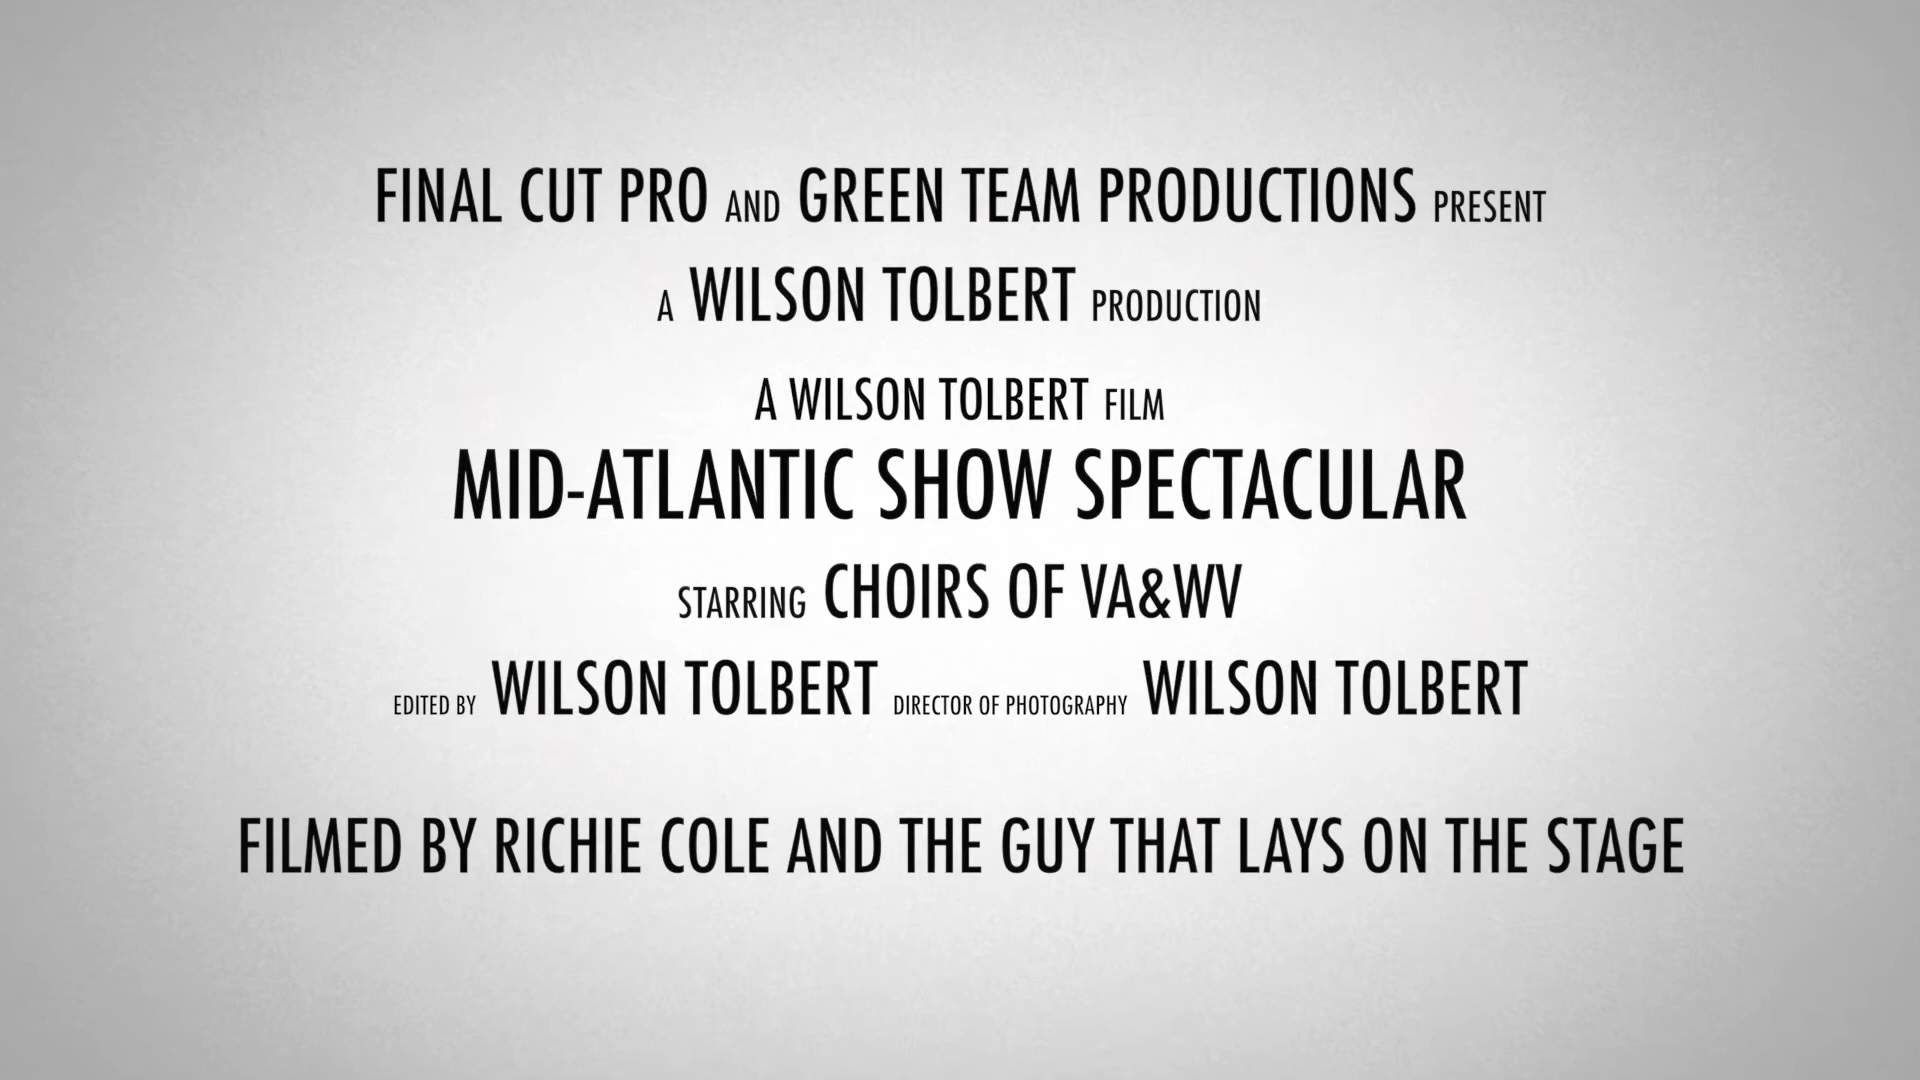 FINAL CUT PRO AND GREEN TEAM PRODUCTIONS PRESENT
A WILSON TOLBERT PRODUCTION
A WILSON TOLBERT FILM
MID-ATLANTIC SHOW SPECTACULAR
STARRING CHOIRS OF VA&WV
EDITED BY WILSON TOLBERT DIRECTOR OF PHOTOGRAPHY WILSON TOLBERT
FILMED BY RICHIE COLE AND THE GUY THAT LAYS ON THE STAGE